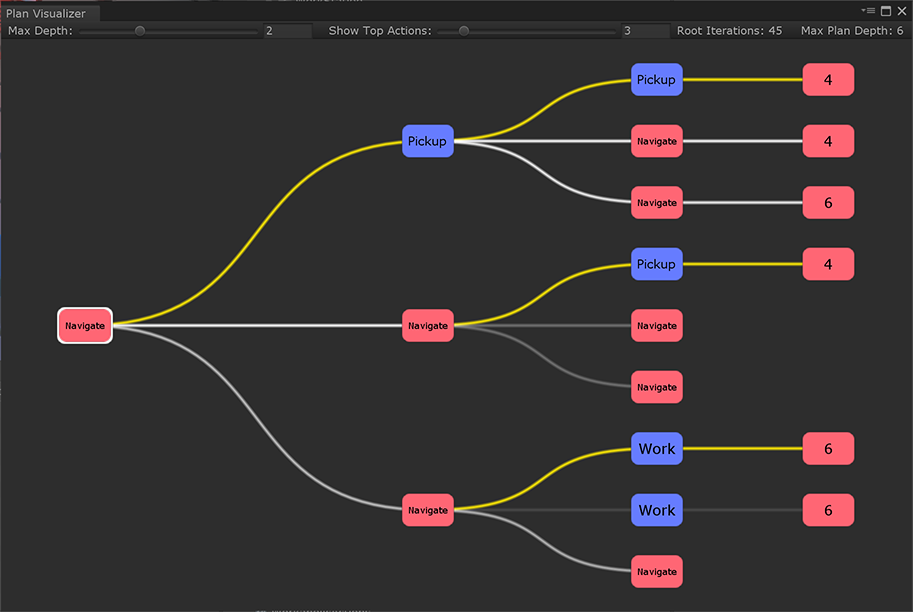 Plan Visualizer
Max Depth: 2 Show Top Actions: 3 Root Iterations: 45 Max Plan Depth: 6
Pickup 4
Pickup
Navigate 4
Navigate 6
Pickup 4
Navigate
Navigate
Navigate
Navigate
Work 6
Navigate
Work 6
Navigate